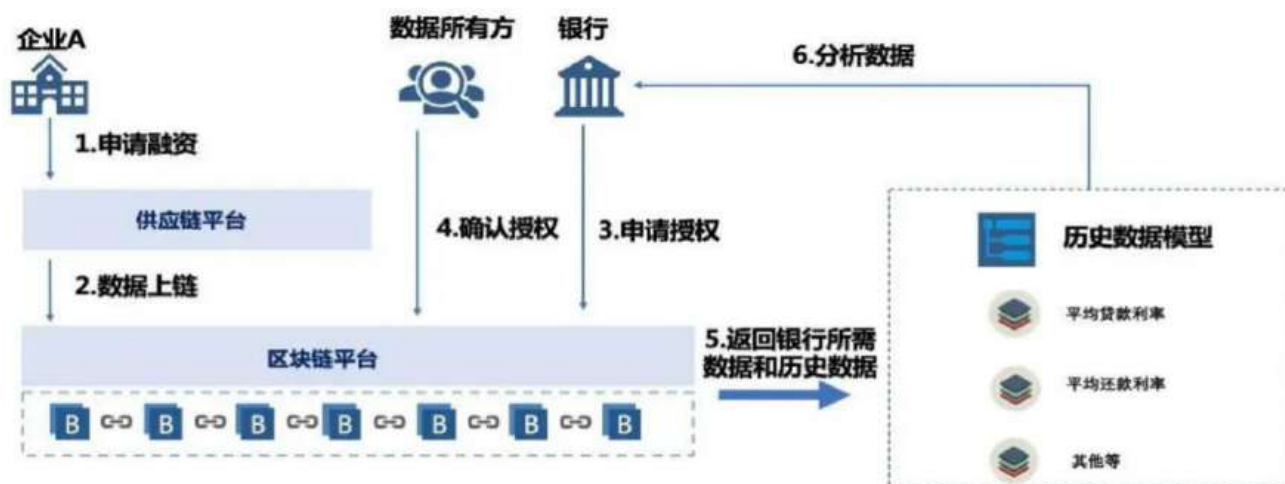 企业A
数据所有方
银行
6.分析数据
1.申请融资
供应链平台
4.确认授权
3.申请授权
历史数据模型
2.数据上链
平均贷款利率
区块链平台
5.返回银行所需
数据和历史数据
平均还款利率
B B B B B B B
其他等